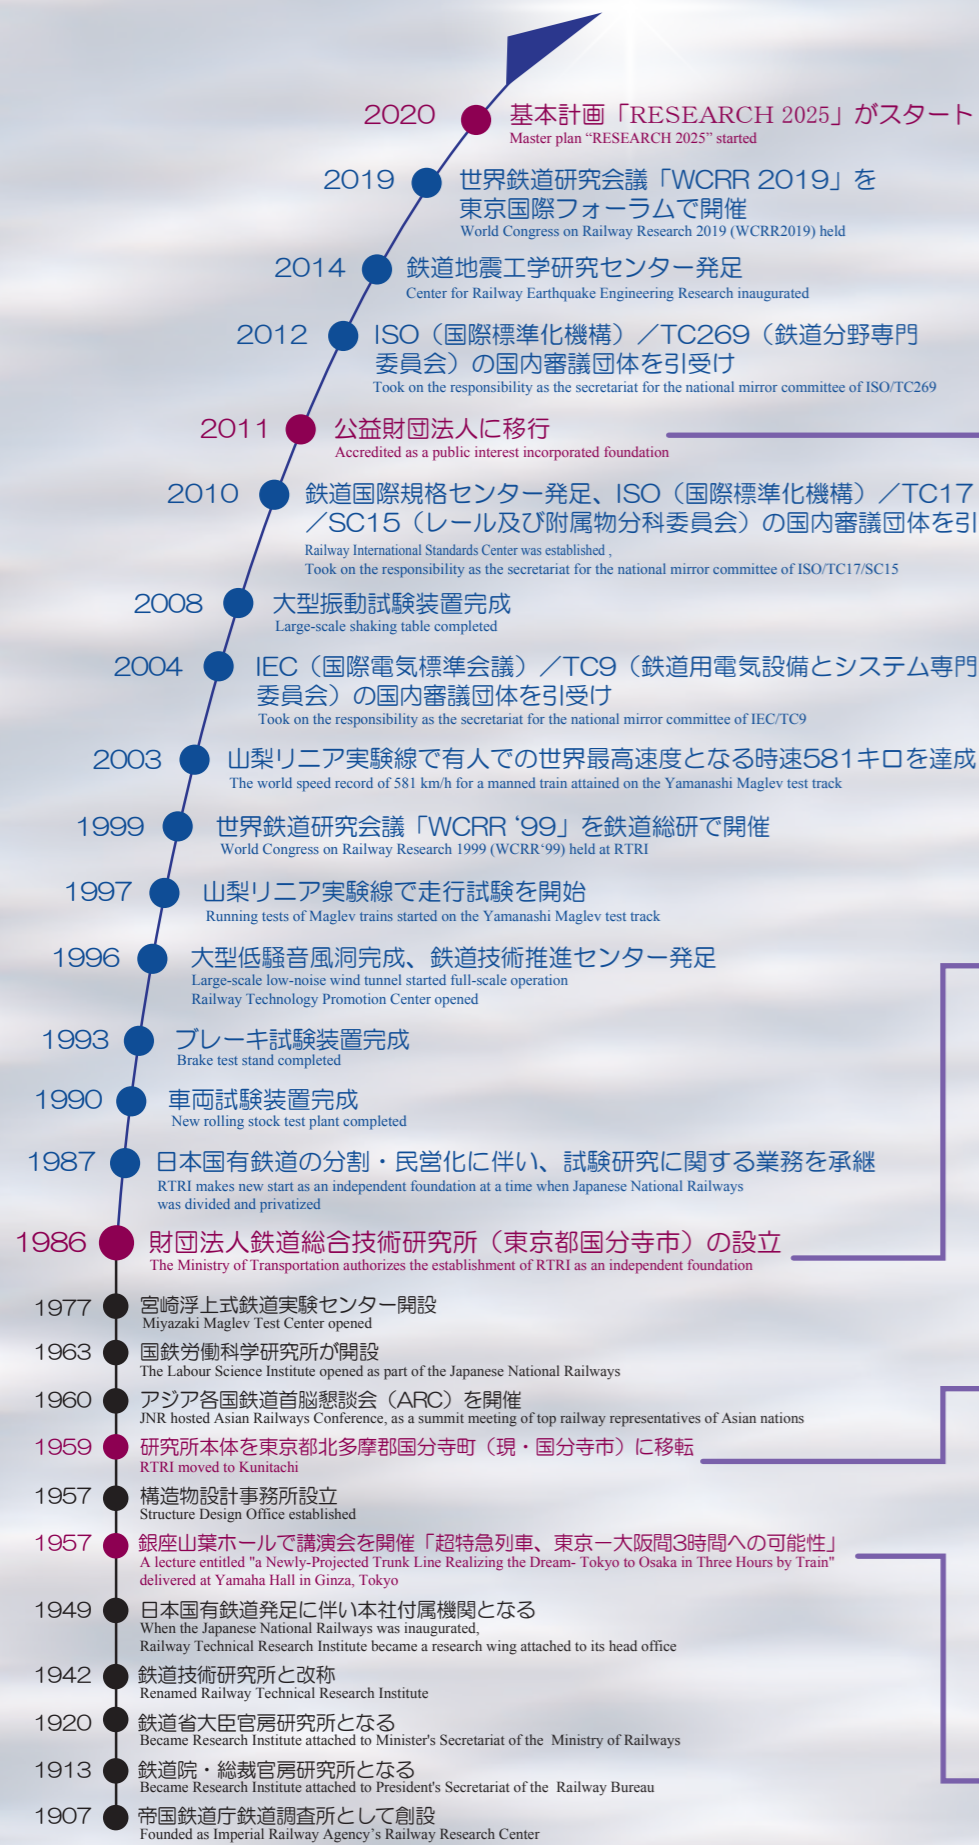 2020 基本計画「RESEARCH 2025」がスタート
Master plan “RESEARCH 2025” started
2019 世界鉄道研究会議「WCRR 2019」を
東京国際フォーラムで開催
World Congress on Railway Research 2019 (WCRR2019) held
2014 鉄道地震工学研究センター発足
Center for Railway Earthquake Engineering Research inaugurated
2012 ISO（国際標準化機構）／TC269（鉄道分野専門
委員会）の国内審議団体を引受け
Took on the responsibility as the secretariat for the national mirror committee of ISO/TC269
2011 公益財団法人に移行
Accredited as a public interest incorporated foundation
2010 鉄道国際規格センター発足、ISO（国際標準化機構）／TC17
／SC15（レール及び附属物分科委員会）の国内審議団体を引
Railway International Standards Center was established ,
Took on the responsibility as the secretariat for the national mirror committee of ISO/TC17/SC15
2008 大型振動試験装置完成
Large-scale shaking table completed
2004 IEC（国際電気標準会議）／TC9（鉄道用電気設備とシステム専門
委員会）の国内審議団体を引受け
Took on the responsibility as the secretariat for the national mirror committee of IEC/TC9
2003 山梨リニア実験線で有人での世界最高速度となる時速581キロを達成
The world speed record of 581 km/h for a manned train attained on the Yamanashi Maglev test track
1999 世界鉄道研究会議「WCRR ‘99」を鉄道総研で開催
World Congress on Railway Research 1999 (WCRR‘99) held at RTRI
1997 山梨リニア実験線で走行試験を開始
Running tests of Maglev trains started on the Yamanashi Maglev test track
1996 大型低騒音風洞完成、鉄道技術推進センター発足
Large-scale low-noise wind tunnel started full-scale operation
Railway Technology Promotion Center opened
1993 ブレーキ試験装置完成
Brake test stand completed
1990 車両試験装置完成
New rolling stock test plant completed
1987 日本国有鉄道の分割・民営化に伴い、試験研究に関する業務を承継
RTRI makes new start as an independent foundation at a time when Japanese National Railways
was divided and privatized
1986 財団法人鉄道総合技術研究所（東京都国分寺市）の設立
The Ministry of Transportation authorizes the establishment of RTRI as an independent foundation
1977 宮崎浮上式鉄道実験センター開設
Miyazaki Maglev Test Center opened
1963 国鉄労働科学研究所が開設
The Labour Science Institute opened as part of the Japanese National Railways
1960 アジア各国鉄道首脳懇談会（ARC）を開催
JNR hosted Asian Railways Conference, as a summit meeting of top railway representatives of Asian nations
1959 研究所本体を東京都北多摩郡国分寺町（現・国分寺市）に移転
RTRI moved to Kunitachi
1957 構造物設計事務所設立
Structure Design Office established
1957 銀座山葉ホールで講演会を開催「超特急列車、東京－大阪間3時間への可能性」
A lecture entitled "a Newly-Projected Trunk Line Realizing the Dream- Tokyo to Osaka in Three Hours by Train"
delivered at Yamaha Hall in Ginza, Tokyo
1949 日本国有鉄道発足に伴い本社付属機関となる
When the Japanese National Railways was inaugurated,
Railway Technical Research Institute became a research wing attached to its head office
1942 鉄道技術研究所と改称
Renamed Railway Technical Research Institute
1920 鉄道省大臣官房研究所となる
Became Research Institute attached to Minister's Secretariat of the Ministry of Railways
1913 鉄道院・総裁官房研究所となる
Became Research Institute attached to President's Secretariat of the Railway Bureau
1907 帝国鉄道庁鉄道調査所として創設
Founded as Imperial Railway Agency’s Railway Research Center